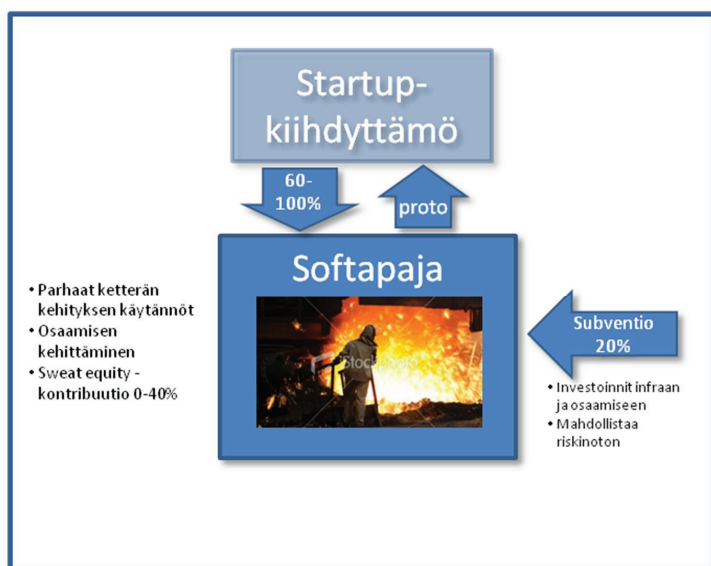 Startup-
kiihdyttämö
60-
100%
proto
Softapaja
• Parhaat ketterän
kehityksen käytännöt
• Osaamisen
kehittäminen
• Sweat equity -
kontribuutio 0-40%
iStockphoto
Subventio
20%
• Investoinnit infraan
ja osaamiseen
• Mahdollistaa
riskinoton